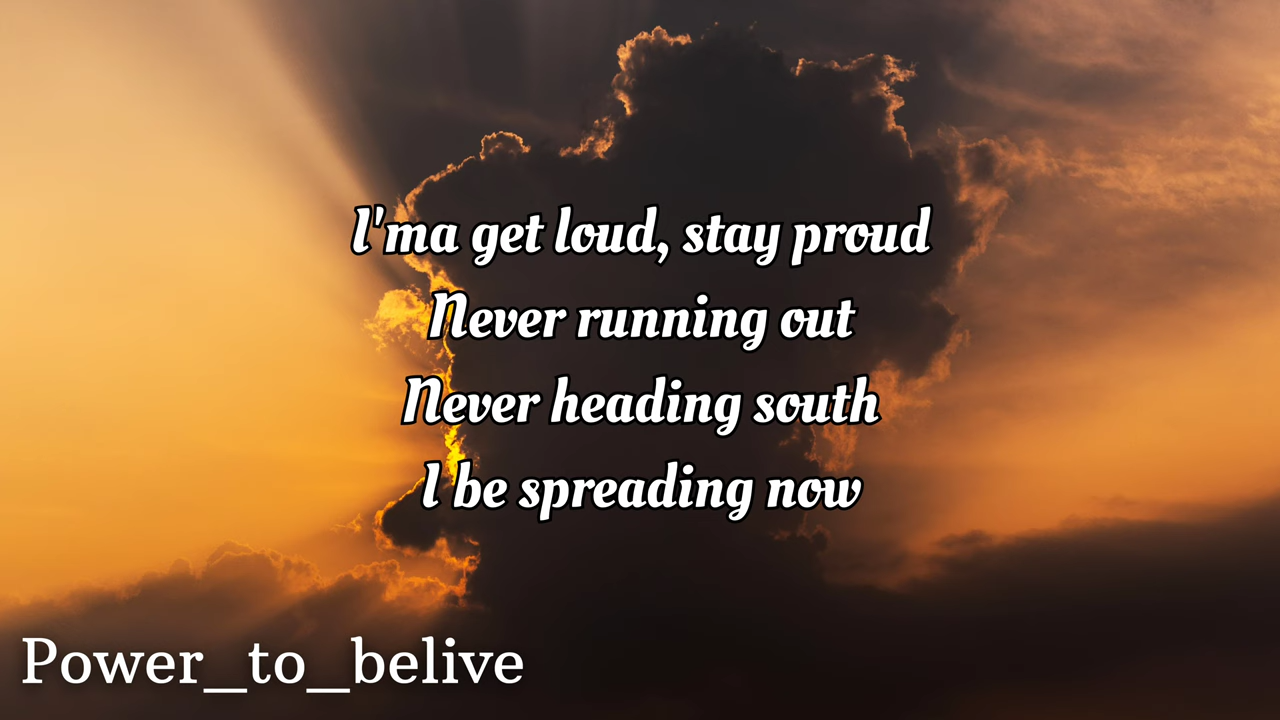 I'ma get loud, stay proud
Never running out
Never heading south
I be spreading now
Power_to_belive